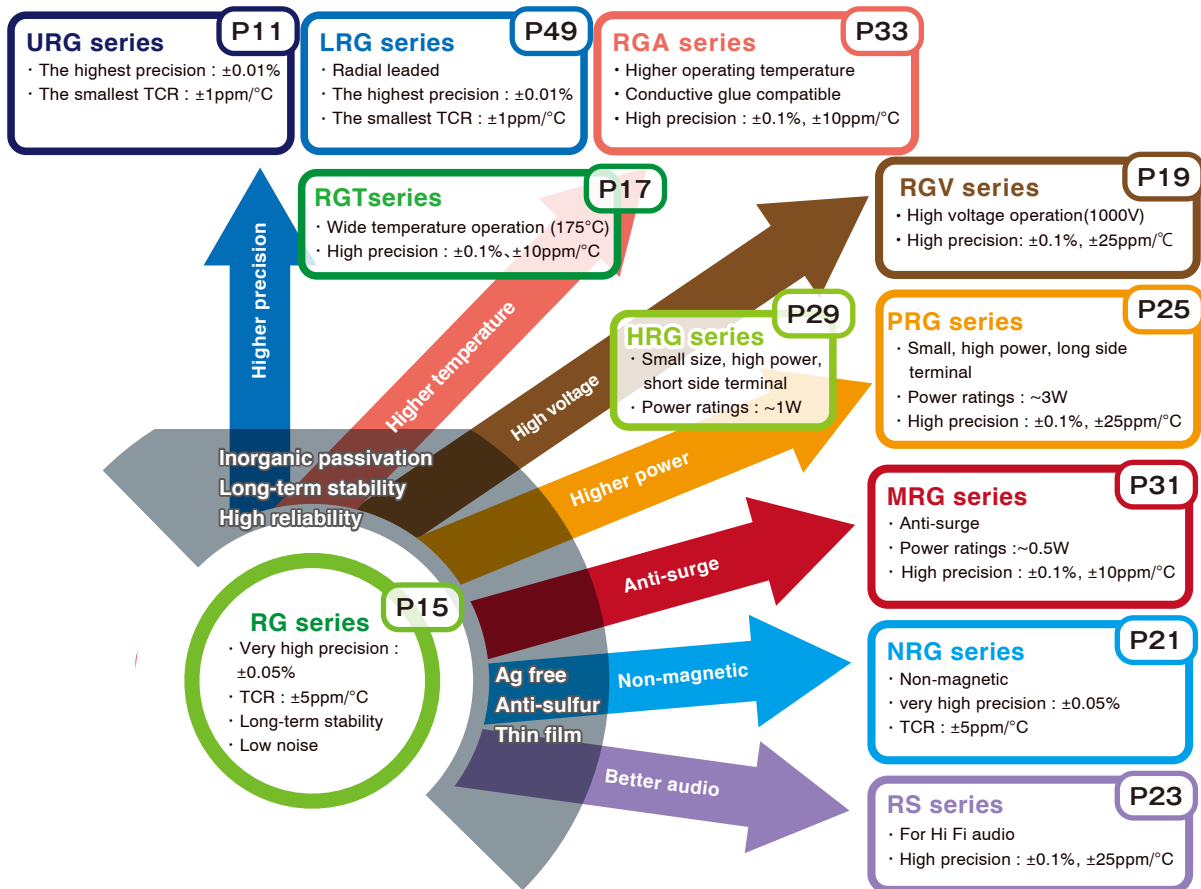 URG series
P11
· The highest precision : ±0.01%
· The smallest TCR : ±1ppm/°C
LRG series
P49
· Radial leaded
· The highest precision : ±0.01%
· The smallest TCR : ±1ppm/°C
RGA series
P33
· Higher operating temperature
· Conductive glue compatible
· High precision : ±0.1%, ±10ppm/°C
RGTseries
P17
· Wide temperature operation (175°C)
· High precision : ±0.1%、±10ppm/°C
RGV series
P19
· High voltage operation(1000V)
· High precision: ±0.1%, ±25ppm/℃
HRG series
P29
· Small size, high power,
short side terminal
· Power ratings : ~1W
PRG series
P25
· Small, high power, long side
terminal
· Power ratings : ~3W
· High precision : ±0.1%, ±25ppm/°C
Higher precision
Higher temperature
High voltage
Higher power
Anti-surge
Non-magnetic
Better audio
Inorganic passivation
Long-term stability
High reliability
MRG series
P31
· Anti-surge
· Power ratings :~0.5W
· High precision : ±0.1%, ±10ppm/°C
RG series
P15
· Very high precision :
±0.05%
· TCR : ±5ppm/°C
· Long-term stability
· Low noise
Ag free
Anti-sulfur
Thin film
NRG series
P21
· Non-magnetic
· very high precision : ±0.05%
· TCR : ±5ppm/°C
RS series
P23
· For Hi Fi audio
· High precision : ±0.1%, ±25ppm/°C